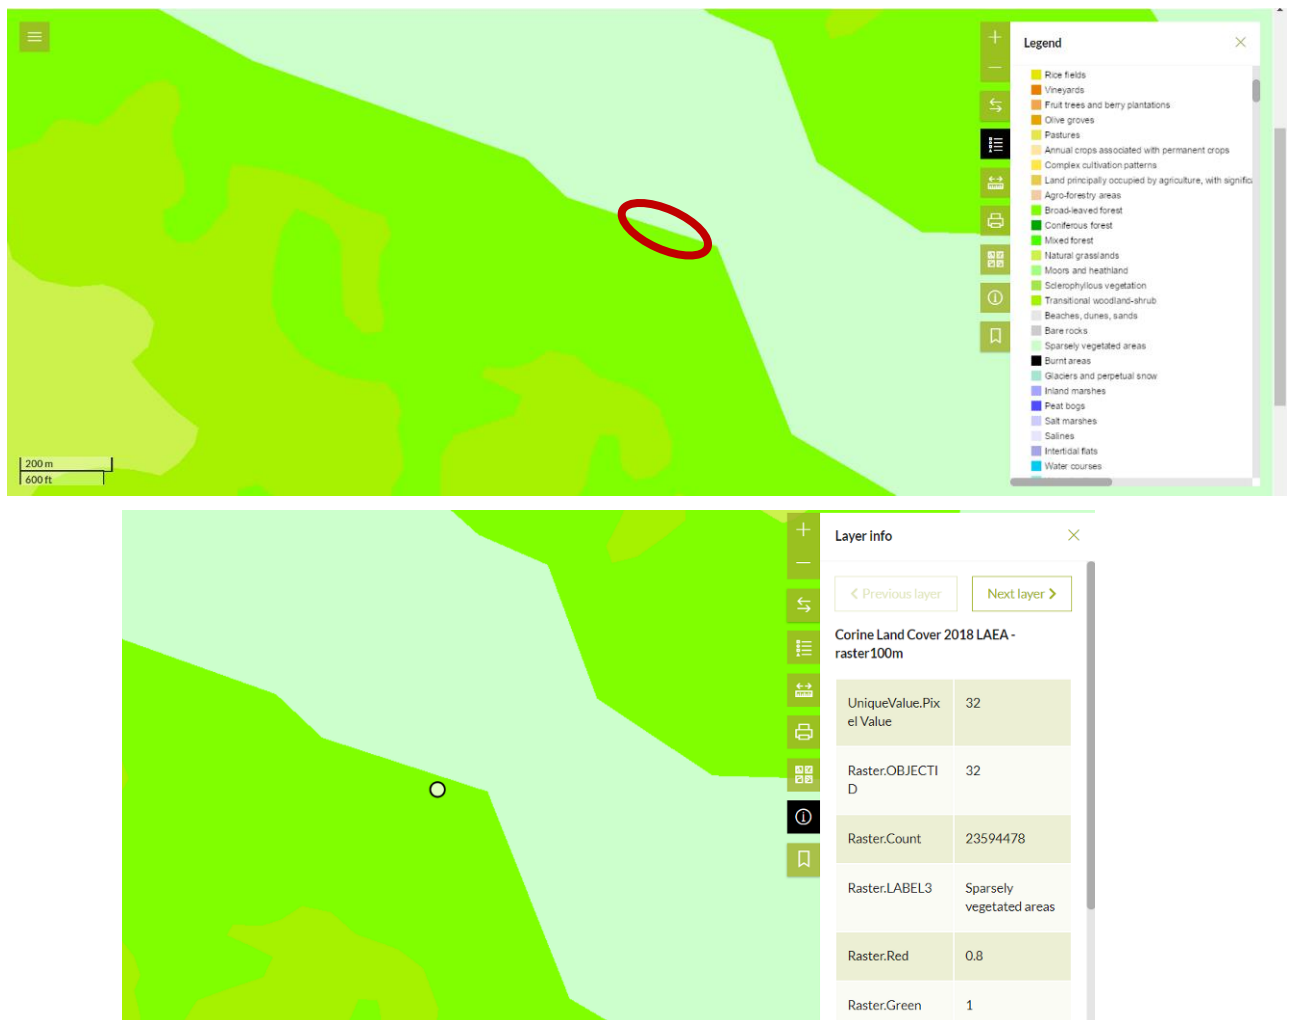 Legend
Rice fields
Vineyards
Fruit trees and berry plantations
Olive groves
Pastures
Annual crops associated with permanent crops
Complex cultivation patterns
Land principally occupied by agriculture, with signific
Agro-forestry areas
Broad-leaved forest
Coniferous forest
Mixed forest
Natural grasslands
Moors and heathland
Sclerophyllous vegetation
Transitional woodland-shrub
Beaches, dunes, sands
Bare rocks
Sparsely vegetated areas
Burnt areas
Glaciers and perpetual snow
Inland marshes
Peat bogs
Salt marshes
Salines
Intertidal flats
Water courses
200 m
600 ft
Layer info
Previous layer
Next layer
Corine Land Cover 2018 LAEA -
raster100m
UniqueValue.Pix 32
el Value
Raster.OBJECTI 32
D
Raster.Count 23594478
Raster.LABEL3 Sparsely
vegetated areas
Raster.Red 0.8
Raster.Green 1